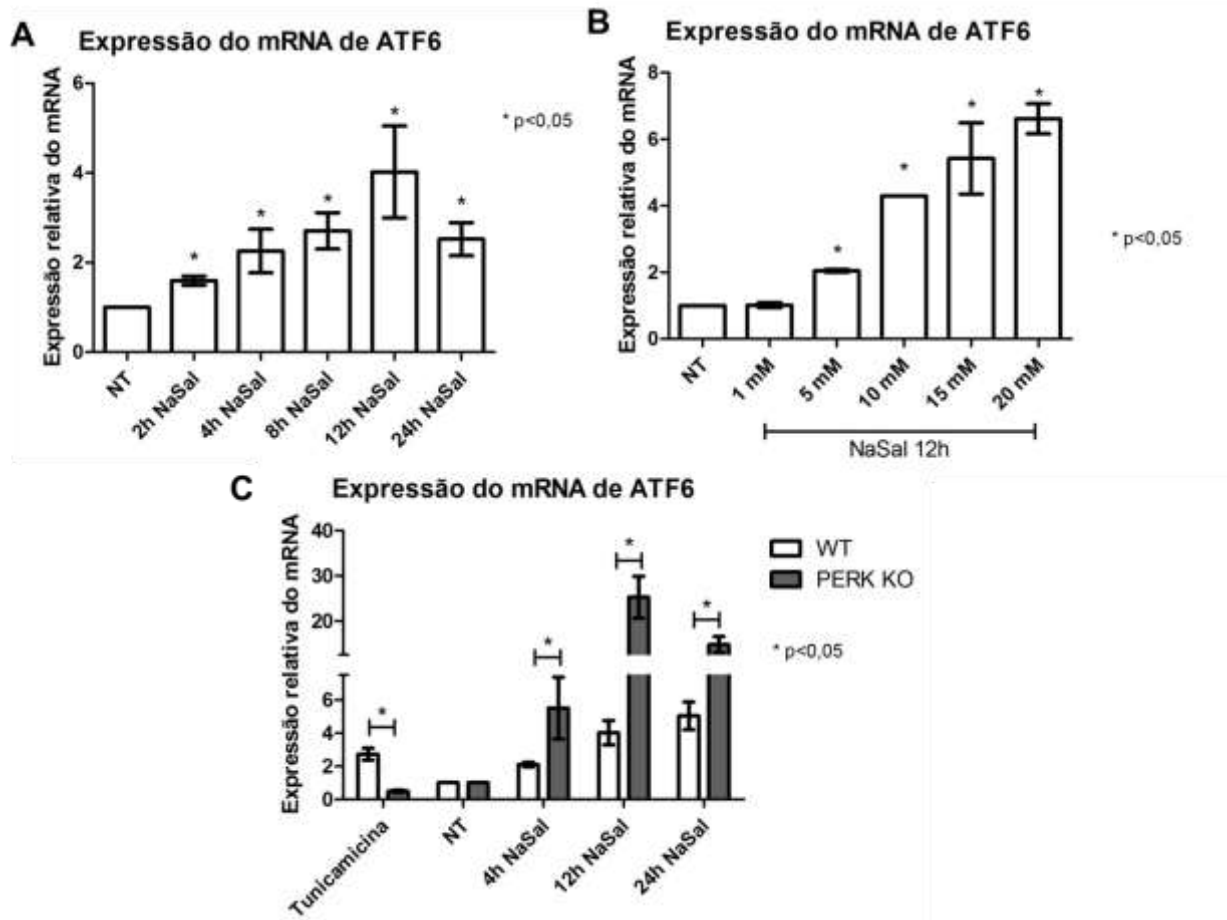 A
Expressão do mRNA de ATF6
Expressão relativa do mRNA
6
4
2
0
* * * * *
* p<0,05
NT
2h NaSal
4h NaSal
8h NaSal
12h NaSal
24h NaSal
B
Expressão do mRNA de ATF6
Expressão relativa do mRNA
8
6
4
2
0
* * * *
* p<0,05
NT
1 mM
5 mM
10 mM
15 mM
20 mM
NaSal 12h
C
Expressão do mRNA de ATF6
Expressão relativa do mRNA
40
30
20
6
4
2
0
* * * *
WT
PERK KO
* p<0,05
Tunicamicina
NT
4h NaSal
12h NaSal
24h NaSal